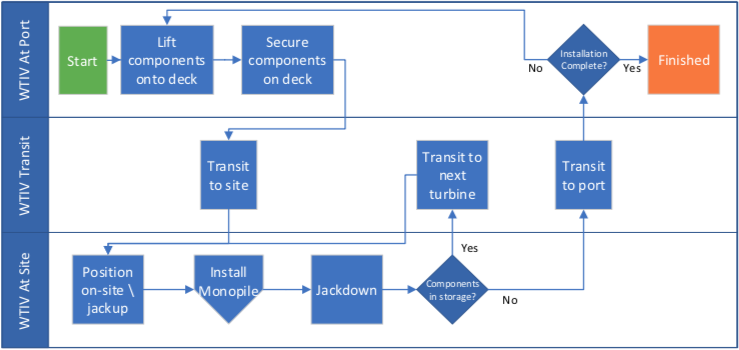 WTIV At Port
Start
Lift
components
onto deck
Secure
components
on deck
No
Installation
Complete?
Yes
Finished
WTIV Transit
Transit
to site
Transit to
next
turbine
Transit
to port
WTIV At Site
Position
on-site \
jackup
Install
Monopile
Jackdown
Components
in storage?
Yes
No